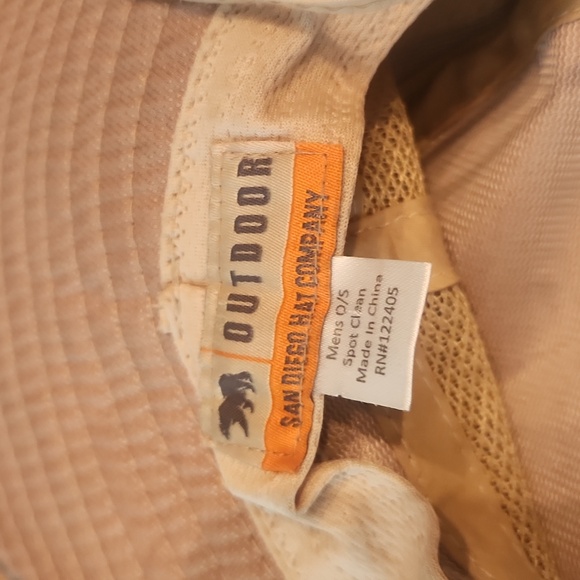 OUTDOOR
SAN DIEGO HAT COMPANY
Mens O/S
Spot Clean
Made In China
RN#122405